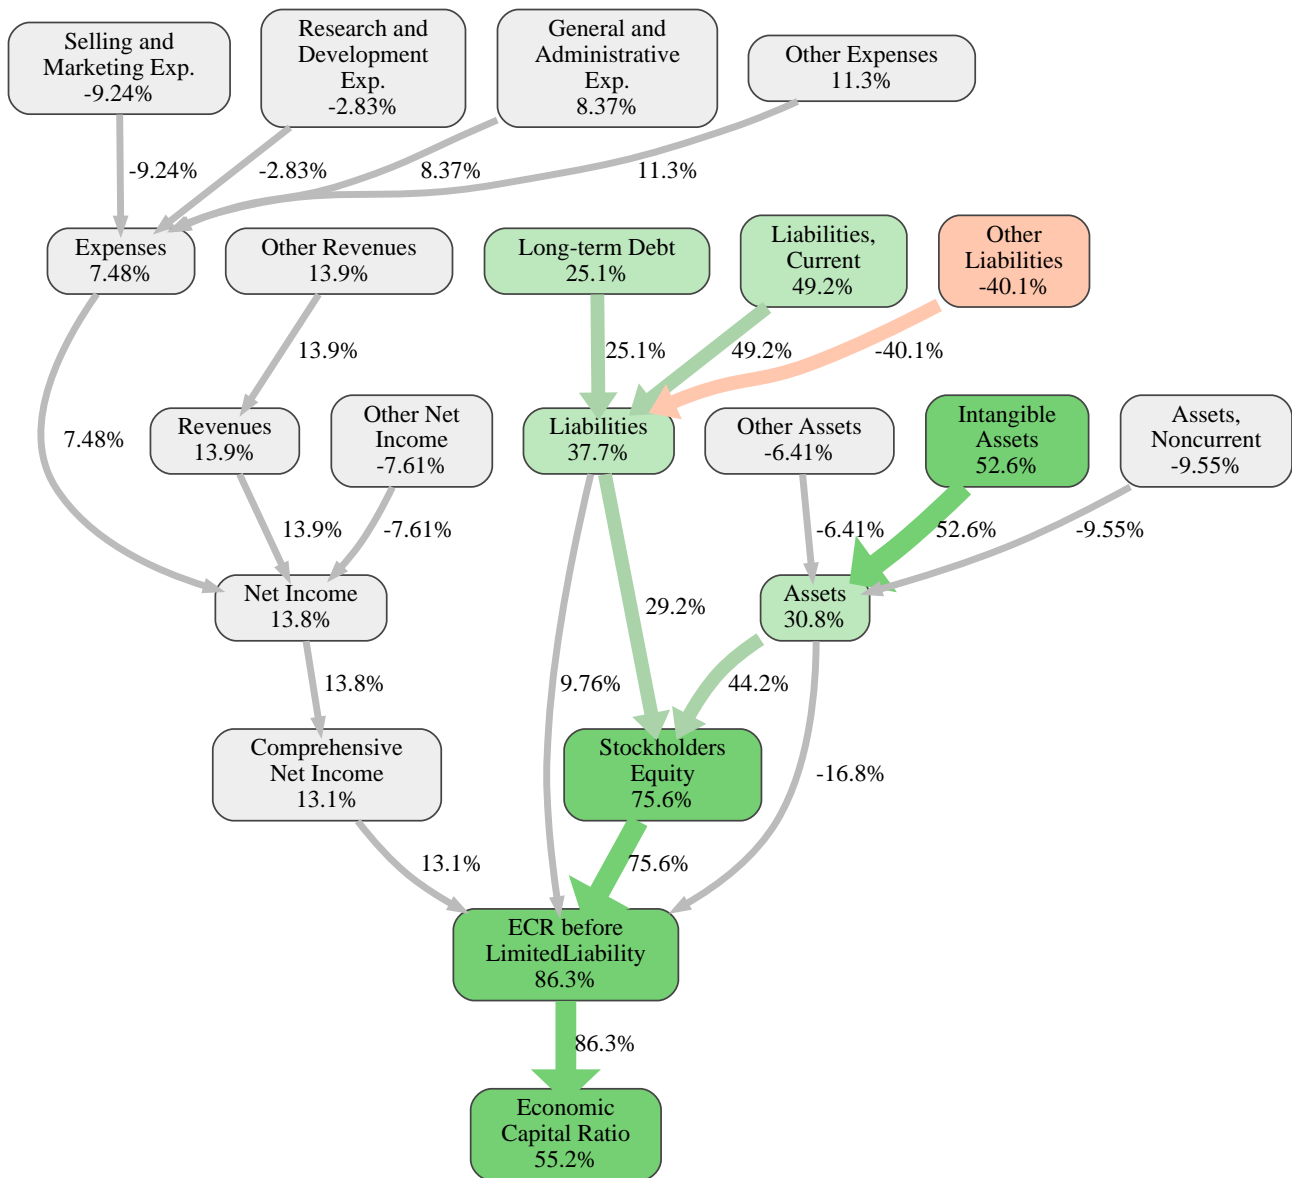 Selling and
Marketing Exp.
-9.24%
Research and
Development
Exp.
-2.83%
General and
Administrative
Exp.
8.37%
Other Expenses
11.3%
-9.24%
-2.83%
8.37%
11.3%
Expenses
7.48%
Other Revenues
13.9%
Long-term Debt
25.1%
Liabilities,
Current
49.2%
Other
Liabilities
-40.1%
13.9%
25.1%
49.2%
-40.1%
7.48%
Revenues
13.9%
Other Net
Income
-7.61%
Liabilities
37.7%
Other Assets
-6.41%
Intangible
Assets
52.6%
Assets,
Noncurrent
-9.55%
13.9%
-7.61%
-6.41%
52.6%
-9.55%
Net Income
13.8%
29.2%
Assets
30.8%
13.8%
9.76%
44.2%
Comprehensive
Net Income
13.1%
Stockholders
Equity
75.6%
-16.8%
13.1%
75.6%
ECR before
LimitedLiability
86.3%
86.3%
Economic
Capital Ratio
55.2%